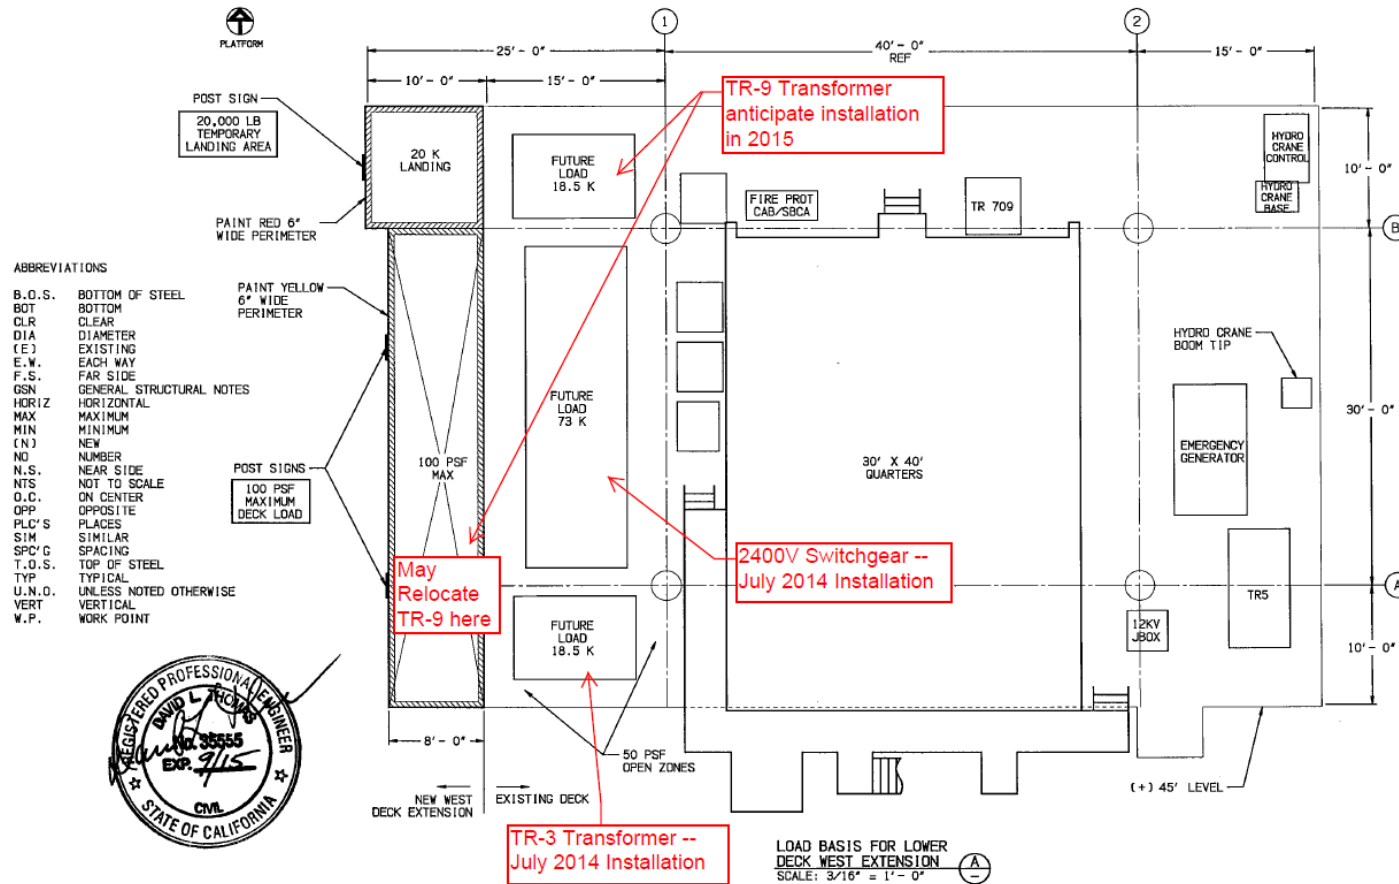 PLATFORM
1
2
25' - 0"
40' - 0"
REF
15' - 0"
10' - 0"
15' - 0"
POST SIGN
20,000 LB
TEMPORARY
LANDING AREA
20 K
LANDING
FUTURE
LOAD
18.5 K
TR-9 Transformer
anticipate installation
in 2015
FIRE PROT
CAB/SBCA
TR 709
HYDRO
CRANE
CONTROL
HYDRO
CRANE
BASE
10' - 0"
B
PAINT RED 6"
WIDE PERIMETER
ABBREVIATIONS
B.O.S. BOTTOM OF STEEL
BOT BOTTOM
CLR CLEAR
DIA DIAMETER
(E) EXISTING
E.W. EACH WAY
F.S. FAR SIDE
GSN GENERAL STRUCTURAL NOTES
HORIZ HORIZONTAL
MAX MAXIMUM
MIN MINIMUM
(N) NEW
NO NUMBER
N.S. NEAR SIDE
NTS NOT TO SCALE
O.C. ON CENTER
OPP OPPOSITE
PLC'S PLACES
SIM SIMILAR
SPC'G SPACING
T.O.S. TOP OF STEEL
TYP TYPICAL
U.N.O. UNLESS NOTED OTHERWISE
VERT VERTICAL
W.P. WORK POINT
PAINT YELLOW
6" WIDE
PERIMETER
POST SIGNS
100 PSF
MAXIMUM
DECK LOAD
100 PSF
MAX
FUTURE
LOAD
73 K
30' X 40'
QUARTERS
HYDRO CRANE
BOOM TIP
30' - 0"
EMERGENCY
GENERATOR
May
Relocate
TR-9 here
2400V Switchgear --
July 2014 Installation
A
TR5
12KV
JBOX
10' - 0"
FUTURE
LOAD
18.5 K
50 PSF
OPEN ZONES
8' - 0"
NEW WEST
DECK EXTENSION
EXISTING DECK
(+) 45' LEVEL
TR-3 Transformer --
July 2014 Installation
LOAD BASIS FOR LOWER
DECK WEST EXTENSION
SCALE: 3/16" = 1' - 0"
A
REGISTERED PROFESSIONAL ENGINEER
DAVID L. THOMAS
No. 35555
EXP. 9/15
CIVIL
STATE OF CALIFORNIA